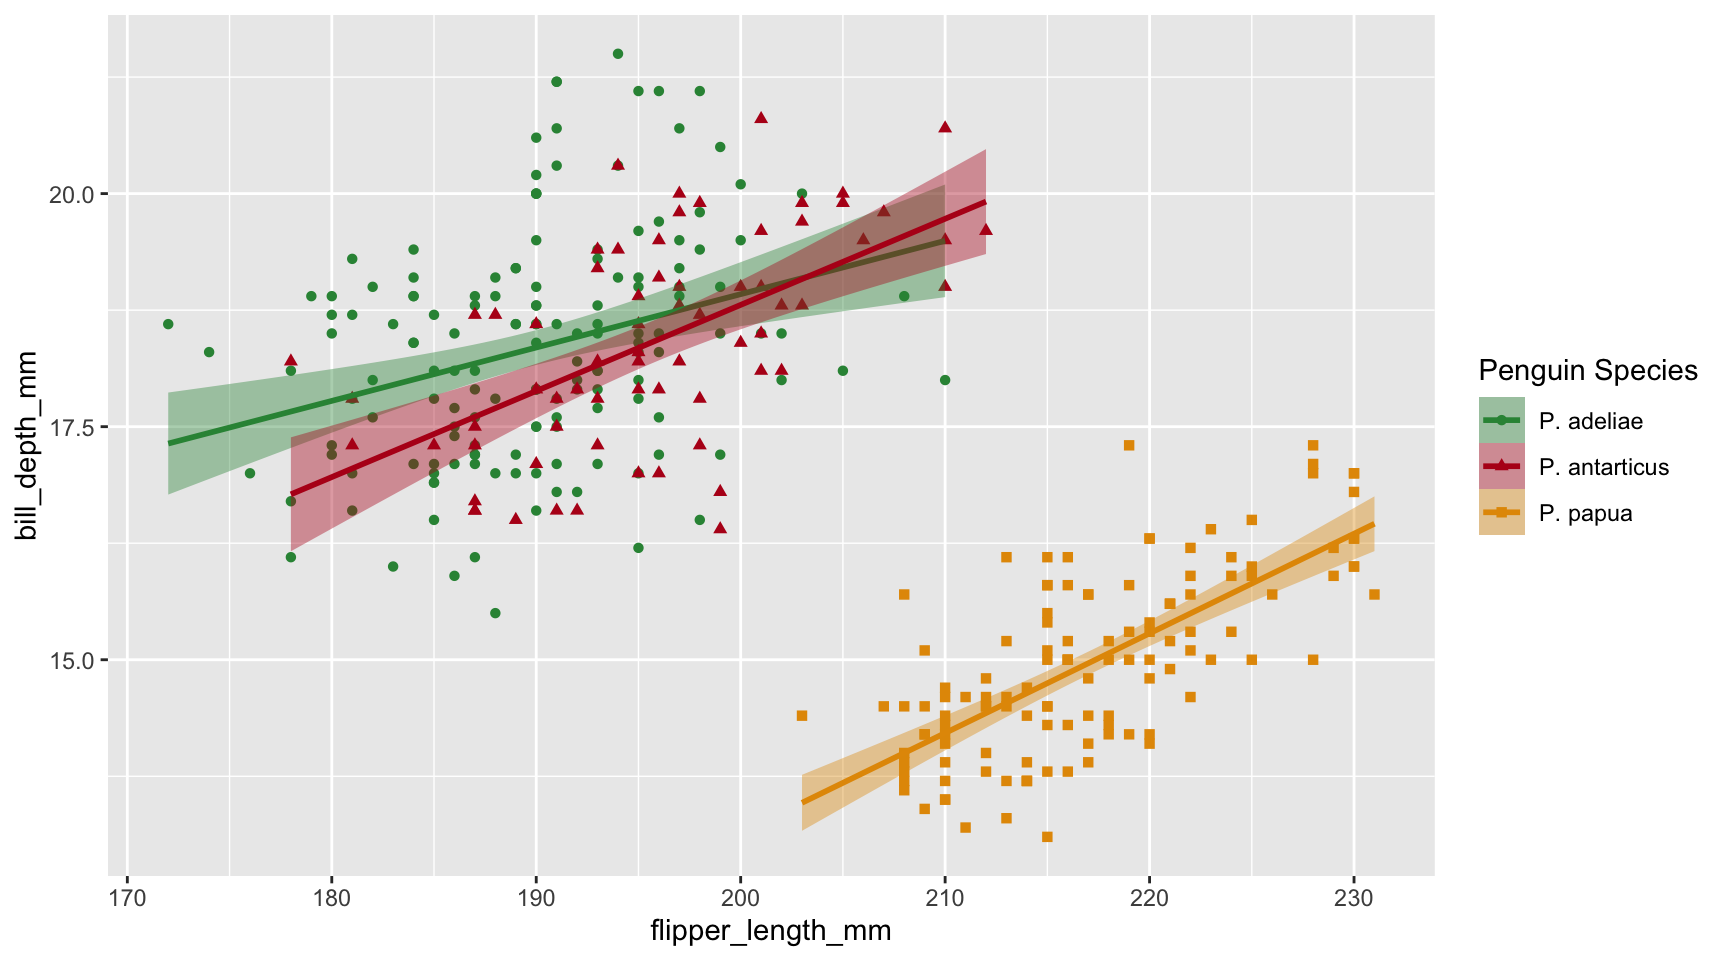 20.0
17.5
15.0
bill_depth_mm
170 180 190 200 210 220 230
flipper_length_mm
Penguin Species
P. adeliae
P. antarticus
P. papua